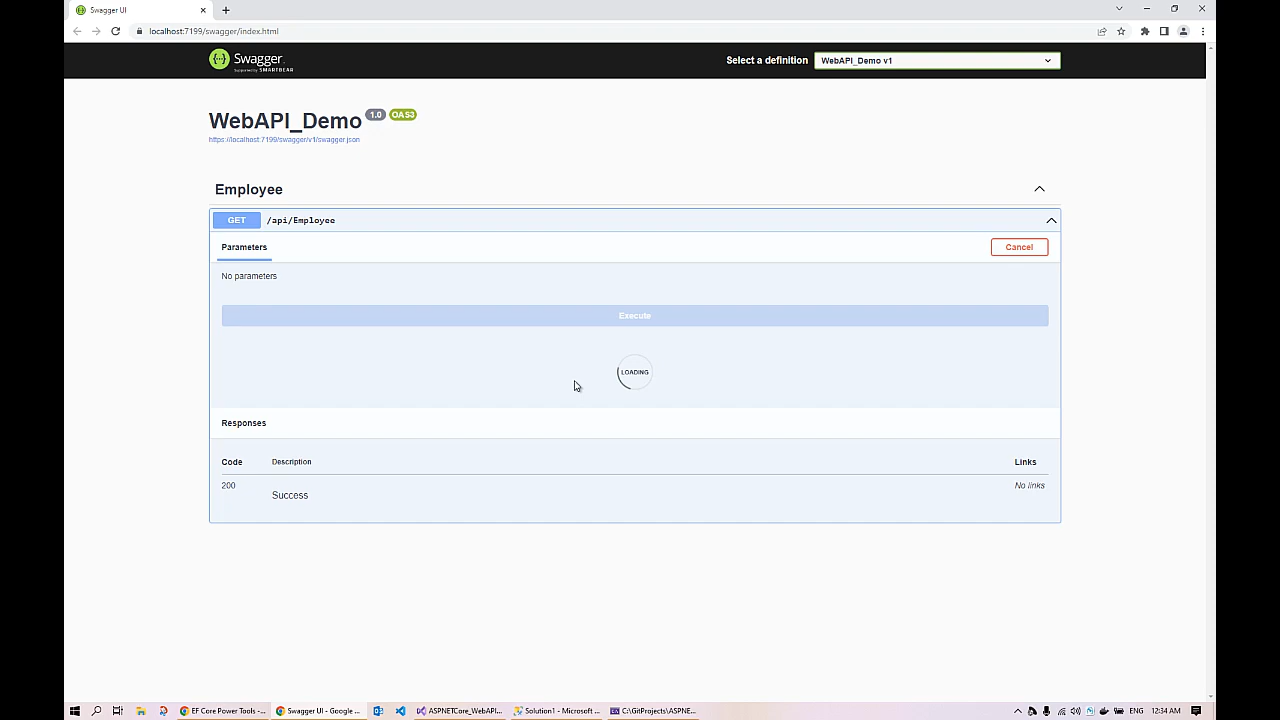 Swagger UI
localhost:7199/swagger/index.html
Swagger.
Supported by SMARTBEAR
Select a definition
WebAPI_Demo v1
WebAPI_Demo
1.0
OAS3
https://localhost:7199/swagger/v1/swagger.json
Employee
GET
/api/Employee
Parameters
Cancel
No parameters
Execute
LOADING
Responses
Code
Description
Links
200
Success
No links
EF Core Power Tools -...
Swagger UI - Google ...
ASPNETCore_WebAPI...
Solution1 - Microsoft ...
C:\GitProjects\ASPNE...
ENG
12:34 AM